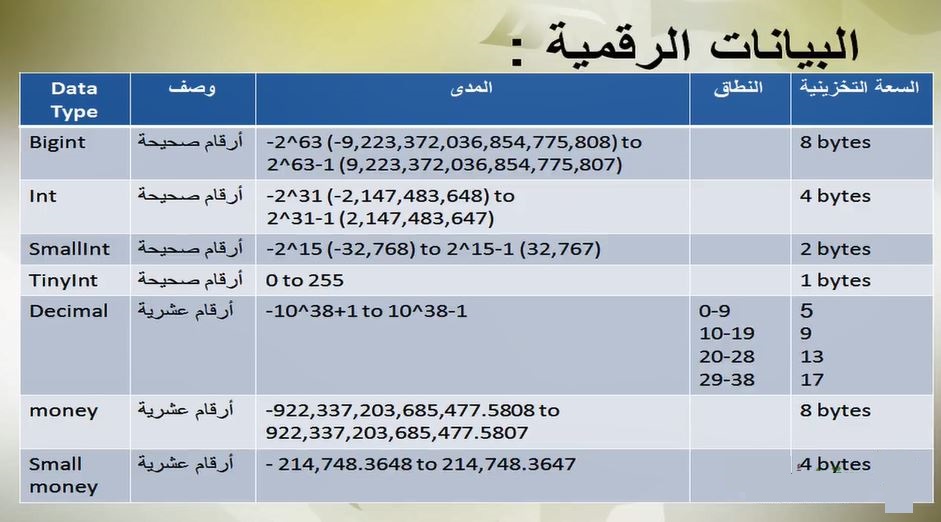 البيانات الرقمية :
Data Type وصف المدى النطاق السعة التخزينية
Bigint أرقام صحيحة -2^63 (-9,223,372,036,854,775,808) to
2^63-1 (9,223,372,036,854,775,807) 8 bytes
Int أرقام صحيحة -2^31 (-2,147,483,648) to
2^31-1 (2,147,483,647) 4 bytes
SmallInt أرقام صحيحة -2^15 (-32,768) to 2^15-1 (32,767) 2 bytes
TinyInt أرقام صحيحة 0 to 255 1 bytes
Decimal أرقام عشرية -10^38+1 to 10^38-1 0-9 5
10-19 9
20-28 13
29-38 17
money أرقام عشرية -922,337,203,685,477.5808 to
922,337,203,685,477.5807 8 bytes
Small money أرقام عشرية - 214,748.3648 to 214,748.3647 4 bytes